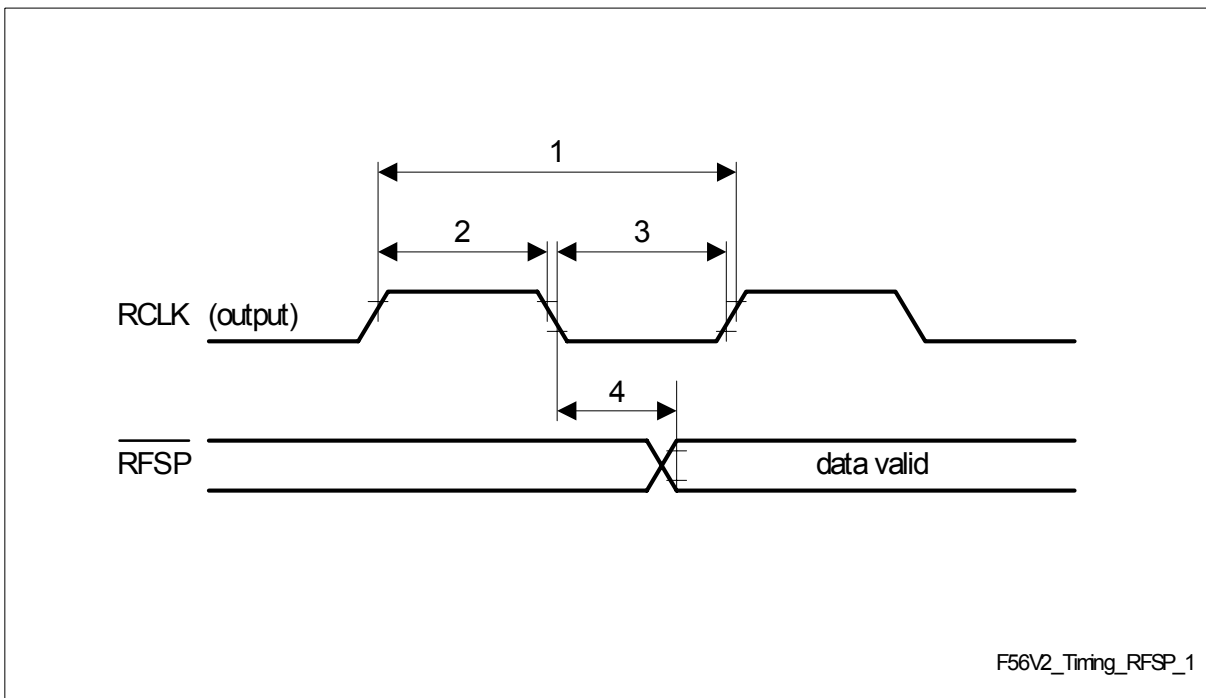 1
2 3
RCLK (output)
4
RFSP data valid
F56V2_Timing_RFSP_1